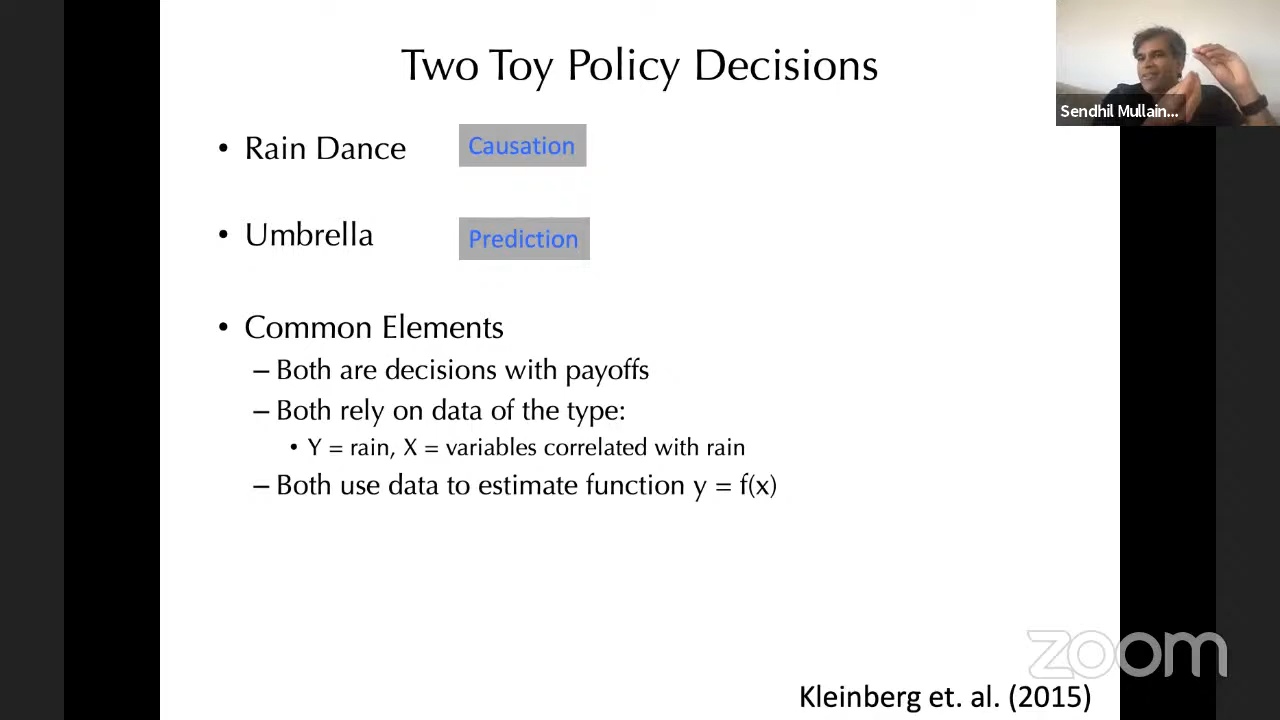 Two Toy Policy Decisions
Sendhil Mullain...
• Rain Dance
Causation
• Umbrella
Prediction
• Common Elements
– Both are decisions with payoffs
– Both rely on data of the type:
• Y = rain, X = variables correlated with rain
– Both use data to estimate function y = f(x)
zoom
Kleinberg et. al. (2015)